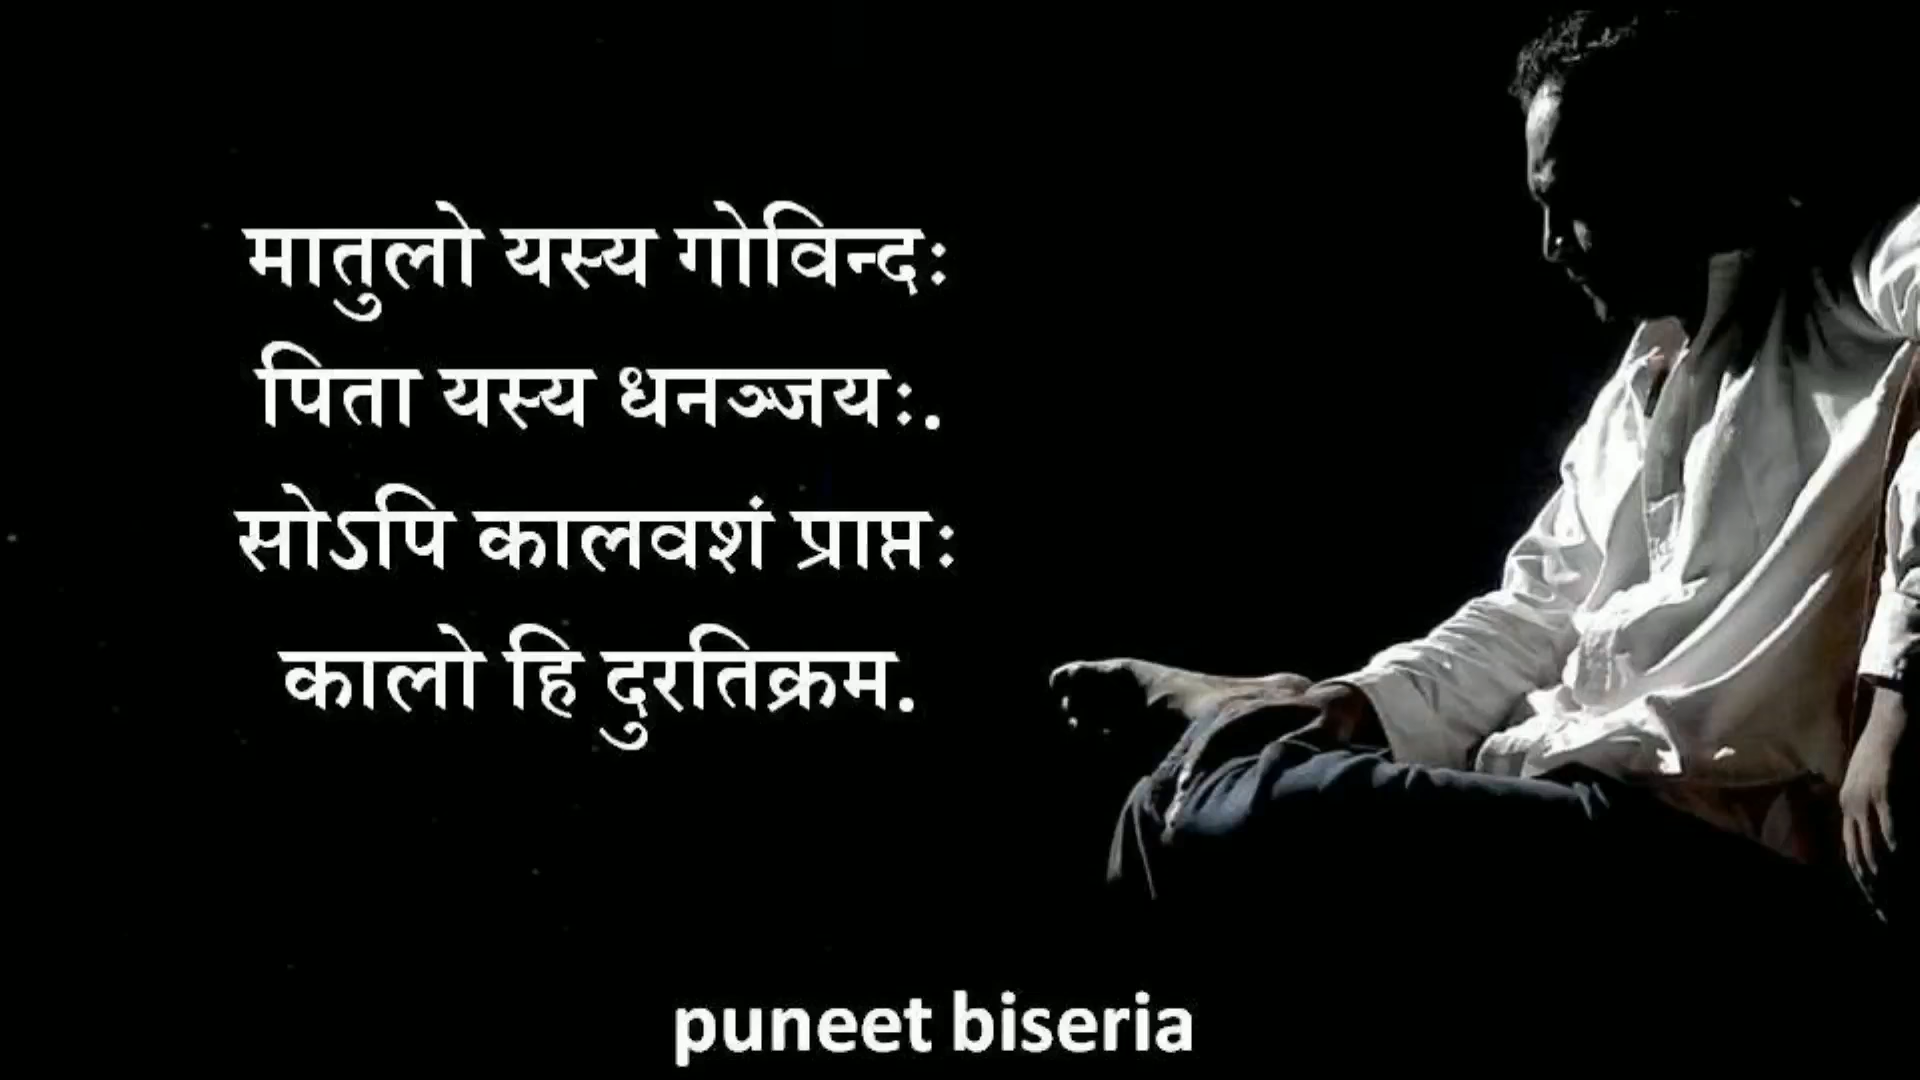 मातुलो यस्य गोविन्दः
पिता यस्य धनञ्जयः.
सोऽपि कालवशं प्राप्तः
कालो हि दुरतिक्रम.
puneet biseria